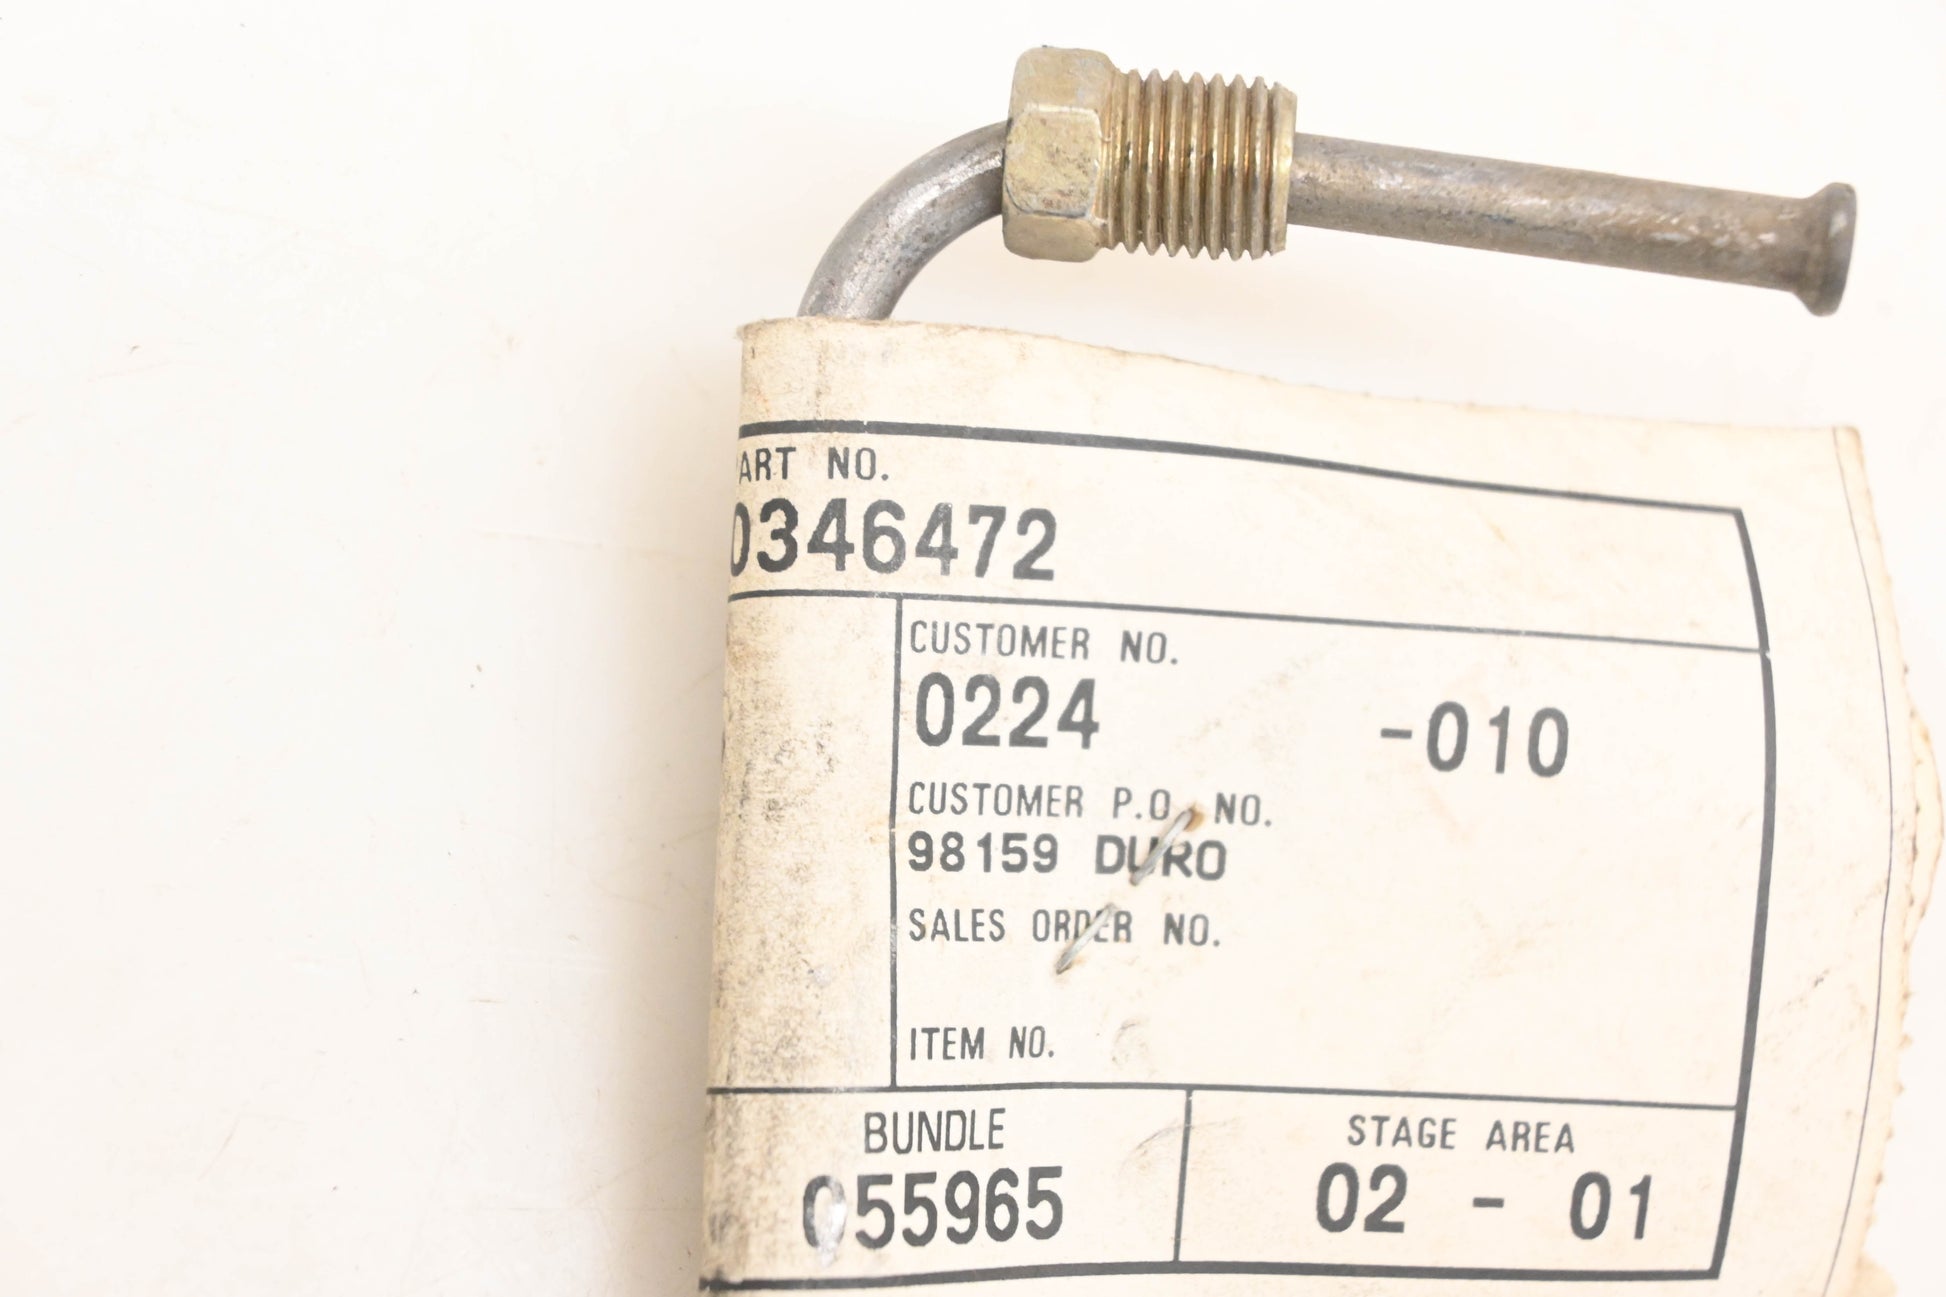 PART NO.
0346472
CUSTOMER NO.
0224 -010
CUSTOMER P.O. NO.
98159 DURO
SALES ORDER NO.
ITEM NO.
BUNDLE STAGE AREA
055965 02 - 01